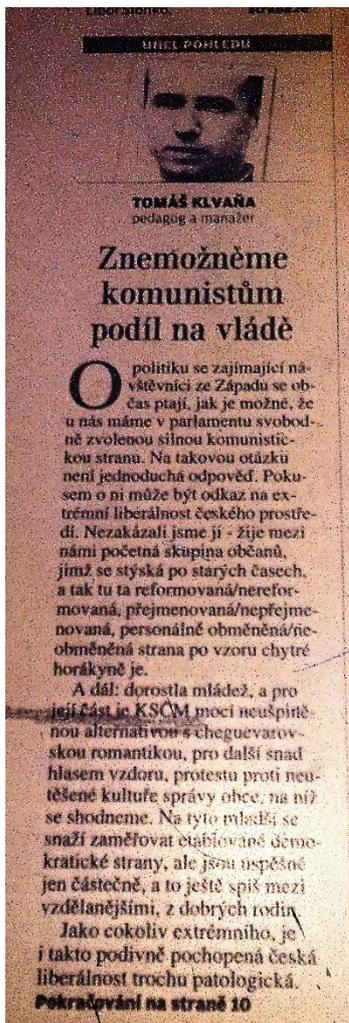 ÚHEL POHLEDU
TOMÁŠ KLVAŇA
pedagog a manažer
Znemožněme
komunistům
podíl na vládě
O politiku se zajímající ná-
vštěvníci ze Západu se ob-
čas ptají, jak je možné, že
u nás máme v parlamentu svobod-
ně zvolenou silnou komunistic-
kou stranu. Na takovou otázku
není jednoduchá odpověď. Poku-
sem o ni může být odkaz na ex-
trémní liberálnost českého prostře-
dí. Nezakázali jsme ji - žije mezi
námi početná skupina občanů,
jimž se stýská po starých časech,
a tak tu ta reformovaná/nerefor-
movaná, přejmenovaná/nepřejme-
novaná, personálně obměněná/ne-
obměněná strana po vzoru chytré
horákyně je.
A dál: dorostla mládež, a pro
její část je KSČM mocí neušpině-
nou alternativou s cheguevarov-
skou romantikou, pro další snad
hlasem vzdoru, protestu proti neu-
těšené kultuře správy obce, na níž
se shodneme. Na tyto mladší se
snaží zaměřovat etablované demo-
kratické strany, ale jsou úspěšné
jen částečně, a to ještě spíš mezi
vzdělanějšími, z dobrých rodin
Jako cokoliv extrémního, je
i takto podivně pochopená česká
liberálnost trochu patologická.
Pokračování na straně 10